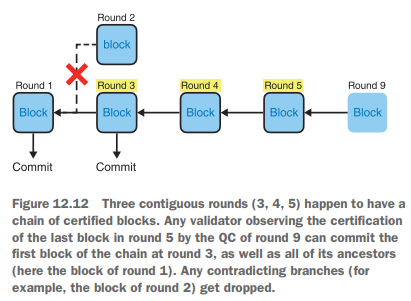 Round 2
block
Round 1 Round 3 Round 4 Round 5 Round 9
Block Block Block Block Block
Commit Commit
Figure 12.12 Three contiguous rounds (3, 4, 5) happen to have a
chain of certified blocks. Any validator observing the certification
of the last block in round 5 by the QC of round 9 can commit the
first block of the chain at round 3, as well as all of its ancestors
(here the block of round 1). Any contradicting branches (for
example, the block of round 2) get dropped.